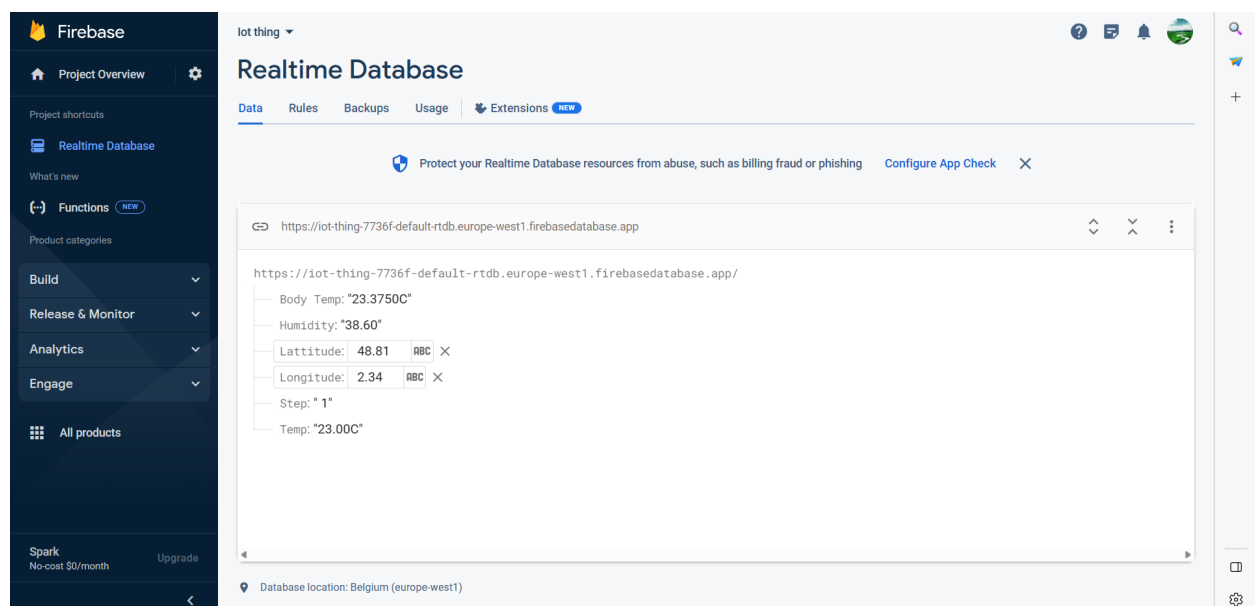 Firebase
Project Overview
Project shortcuts
Realtime Database
What's new
Functions NEW
Product categories
Build
Release & Monitor
Analytics
Engage
All products
Spark
No-cost $0/month
Upgrade
Iot thing
Realtime Database
Data Rules Backups Usage Extensions NEW
Protect your Realtime Database resources from abuse, such as billing fraud or phishing Configure App Check
https://iot-thing-7736f-default-rtdb.europe-west1.firebasedatabase.app
https://iot-thing-7736f-default-rtdb.europe-west1.firebasedatabase.app/
Body Temp: "23.3750C"
Humidity: "38.60"
Lattitude: 48.81 ABC
Longitude: 2.34 ABC
Step: " 1"
Temp: "23.00C"
Database location: Belgium (europe-west1)